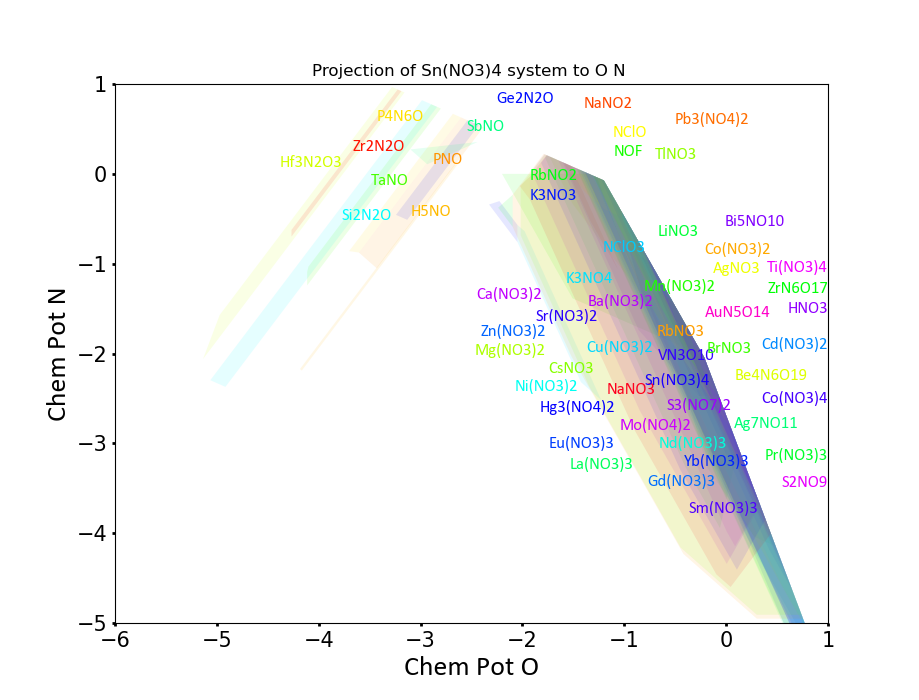 Projection of Sn(NO3)4 system to O N
1
0
−1
−2
−3
−4
−5
Chem Pot N
Ge2N2O
NaNO2
P4N6O
Pb3(NO4)2
SbNO
NClO
Zr2N2O
NOF
TlNO3
Hf3N2O3
PNO
TaNO
RbNO2
K3NO3
Si2N2O
H5NO
Bi5NO10
LiNO3
NClO3
Co(NO3)2
AgNO3
Ti(NO3)4
K3NO4
Mn(NO3)2
ZrN6O17
Ca(NO3)2
Ba(NO3)2
HNO3
Sr(NO3)2
AuN5O14
Zn(NO3)2
RbNO3
Mg(NO3)2
Cu(NO3)2
VN3O10
BrNO3
Cd(NO3)2
CsNO3
Ni(NO3)2
NaNO3
Sn(NO3)4
Be4N6O19
Hg3(NO4)2
S3(NO7)2
Co(NO3)4
Mo(NO4)2
Ag7NO11
Eu(NO3)3
Nd(NO3)3
La(NO3)3
Yb(NO3)3
Pr(NO3)3
Gd(NO3)3
S2NO9
Sm(NO3)3
−6 −5 −4 −3 −2 −1 0 1
Chem Pot O